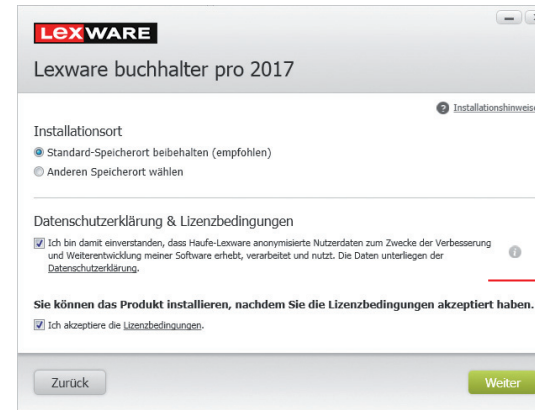 LEXWARE
Lexware buchhalter pro 2017
? Installationshinweise
Installationsort
Standard-Speicherort beibehalten (empfohlen)
Anderen Speicherort wählen
Datenschutzerklärung & Lizenzbedingungen
Ich bin damit einverstanden, dass Haufe-Lexware anonymisierte Nutzerdaten zum Zwecke der Verbesserung
und Weiterentwicklung meiner Software erhebt, verarbeitet und nutzt. Die Daten unterliegen der
Datenschutzerklärung.
Sie können das Produkt installieren, nachdem Sie die Lizenzbedingungen akzeptiert haben.
Ich akzeptiere die Lizenzbedingungen.
Zurück
Weiter